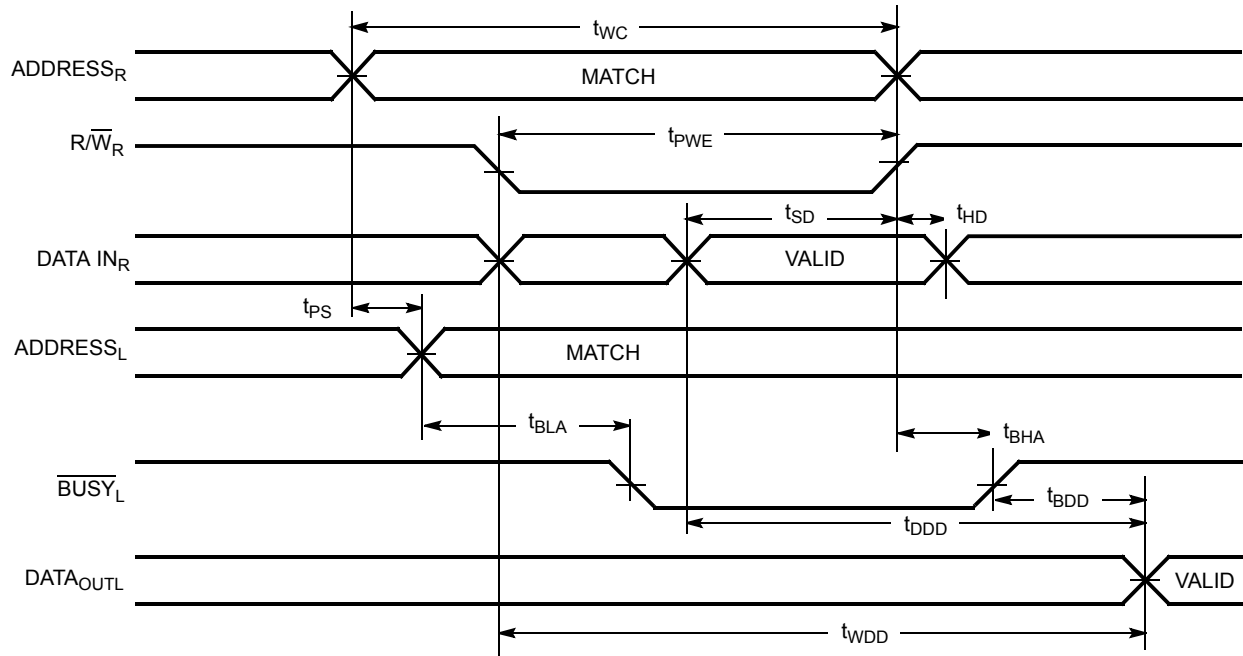 tWC
ADDRESSR
MATCH
R/W̅R
tPWE
tSD
tHD
DATA INR
VALID
tPS
ADDRESSL
MATCH
tBLA
tBHA
B̅U̅S̅Y̅L
tBDD
tDDD
DATAOUTL
VALID
tWDD